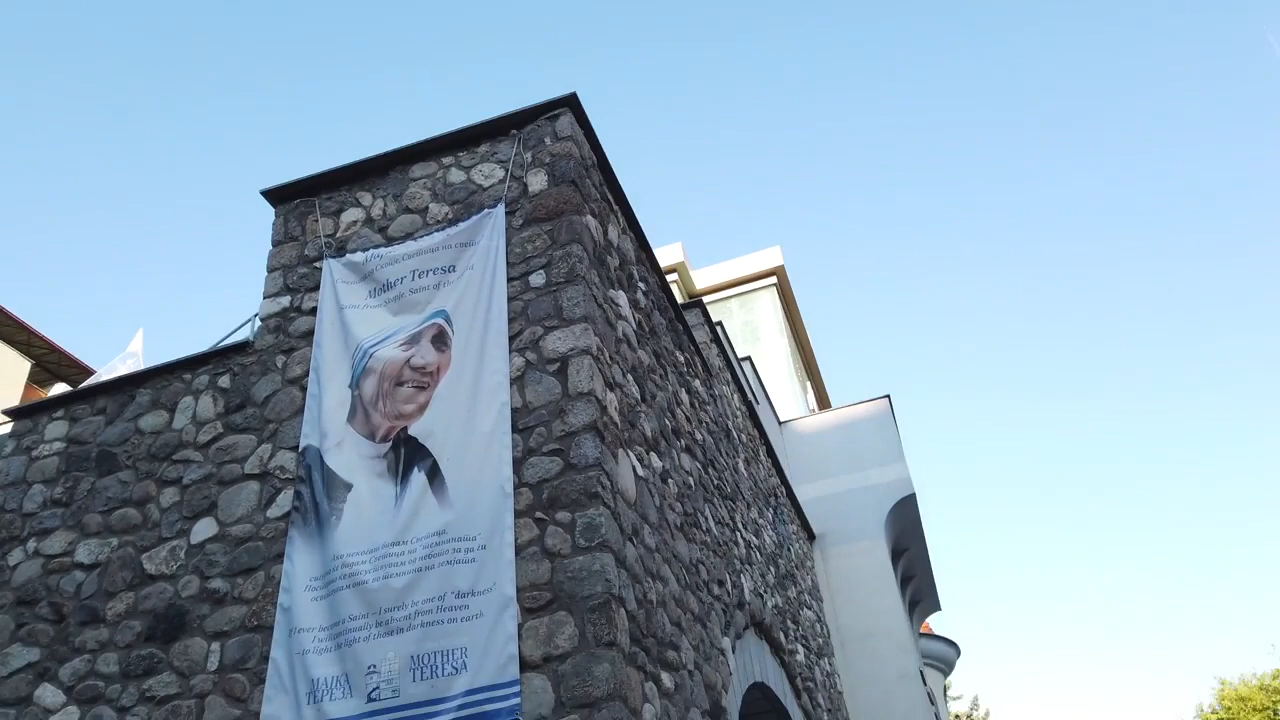 Светица на
Mother Teresa
Saint from Skopje, Saint of the
Ако некогаш бидам Светица,
ќе бидам Светица на "темнината"
ќе отсуствувам од небото за да ги
оние во темнина на земјата.
If I ever become a Saint – I surely be one of "darkness"
I will continually be absent from Heaven
– to light the light of those in darkness on earth.
МАЈКА
ТЕРЕЗА
MOTHER
TERESA